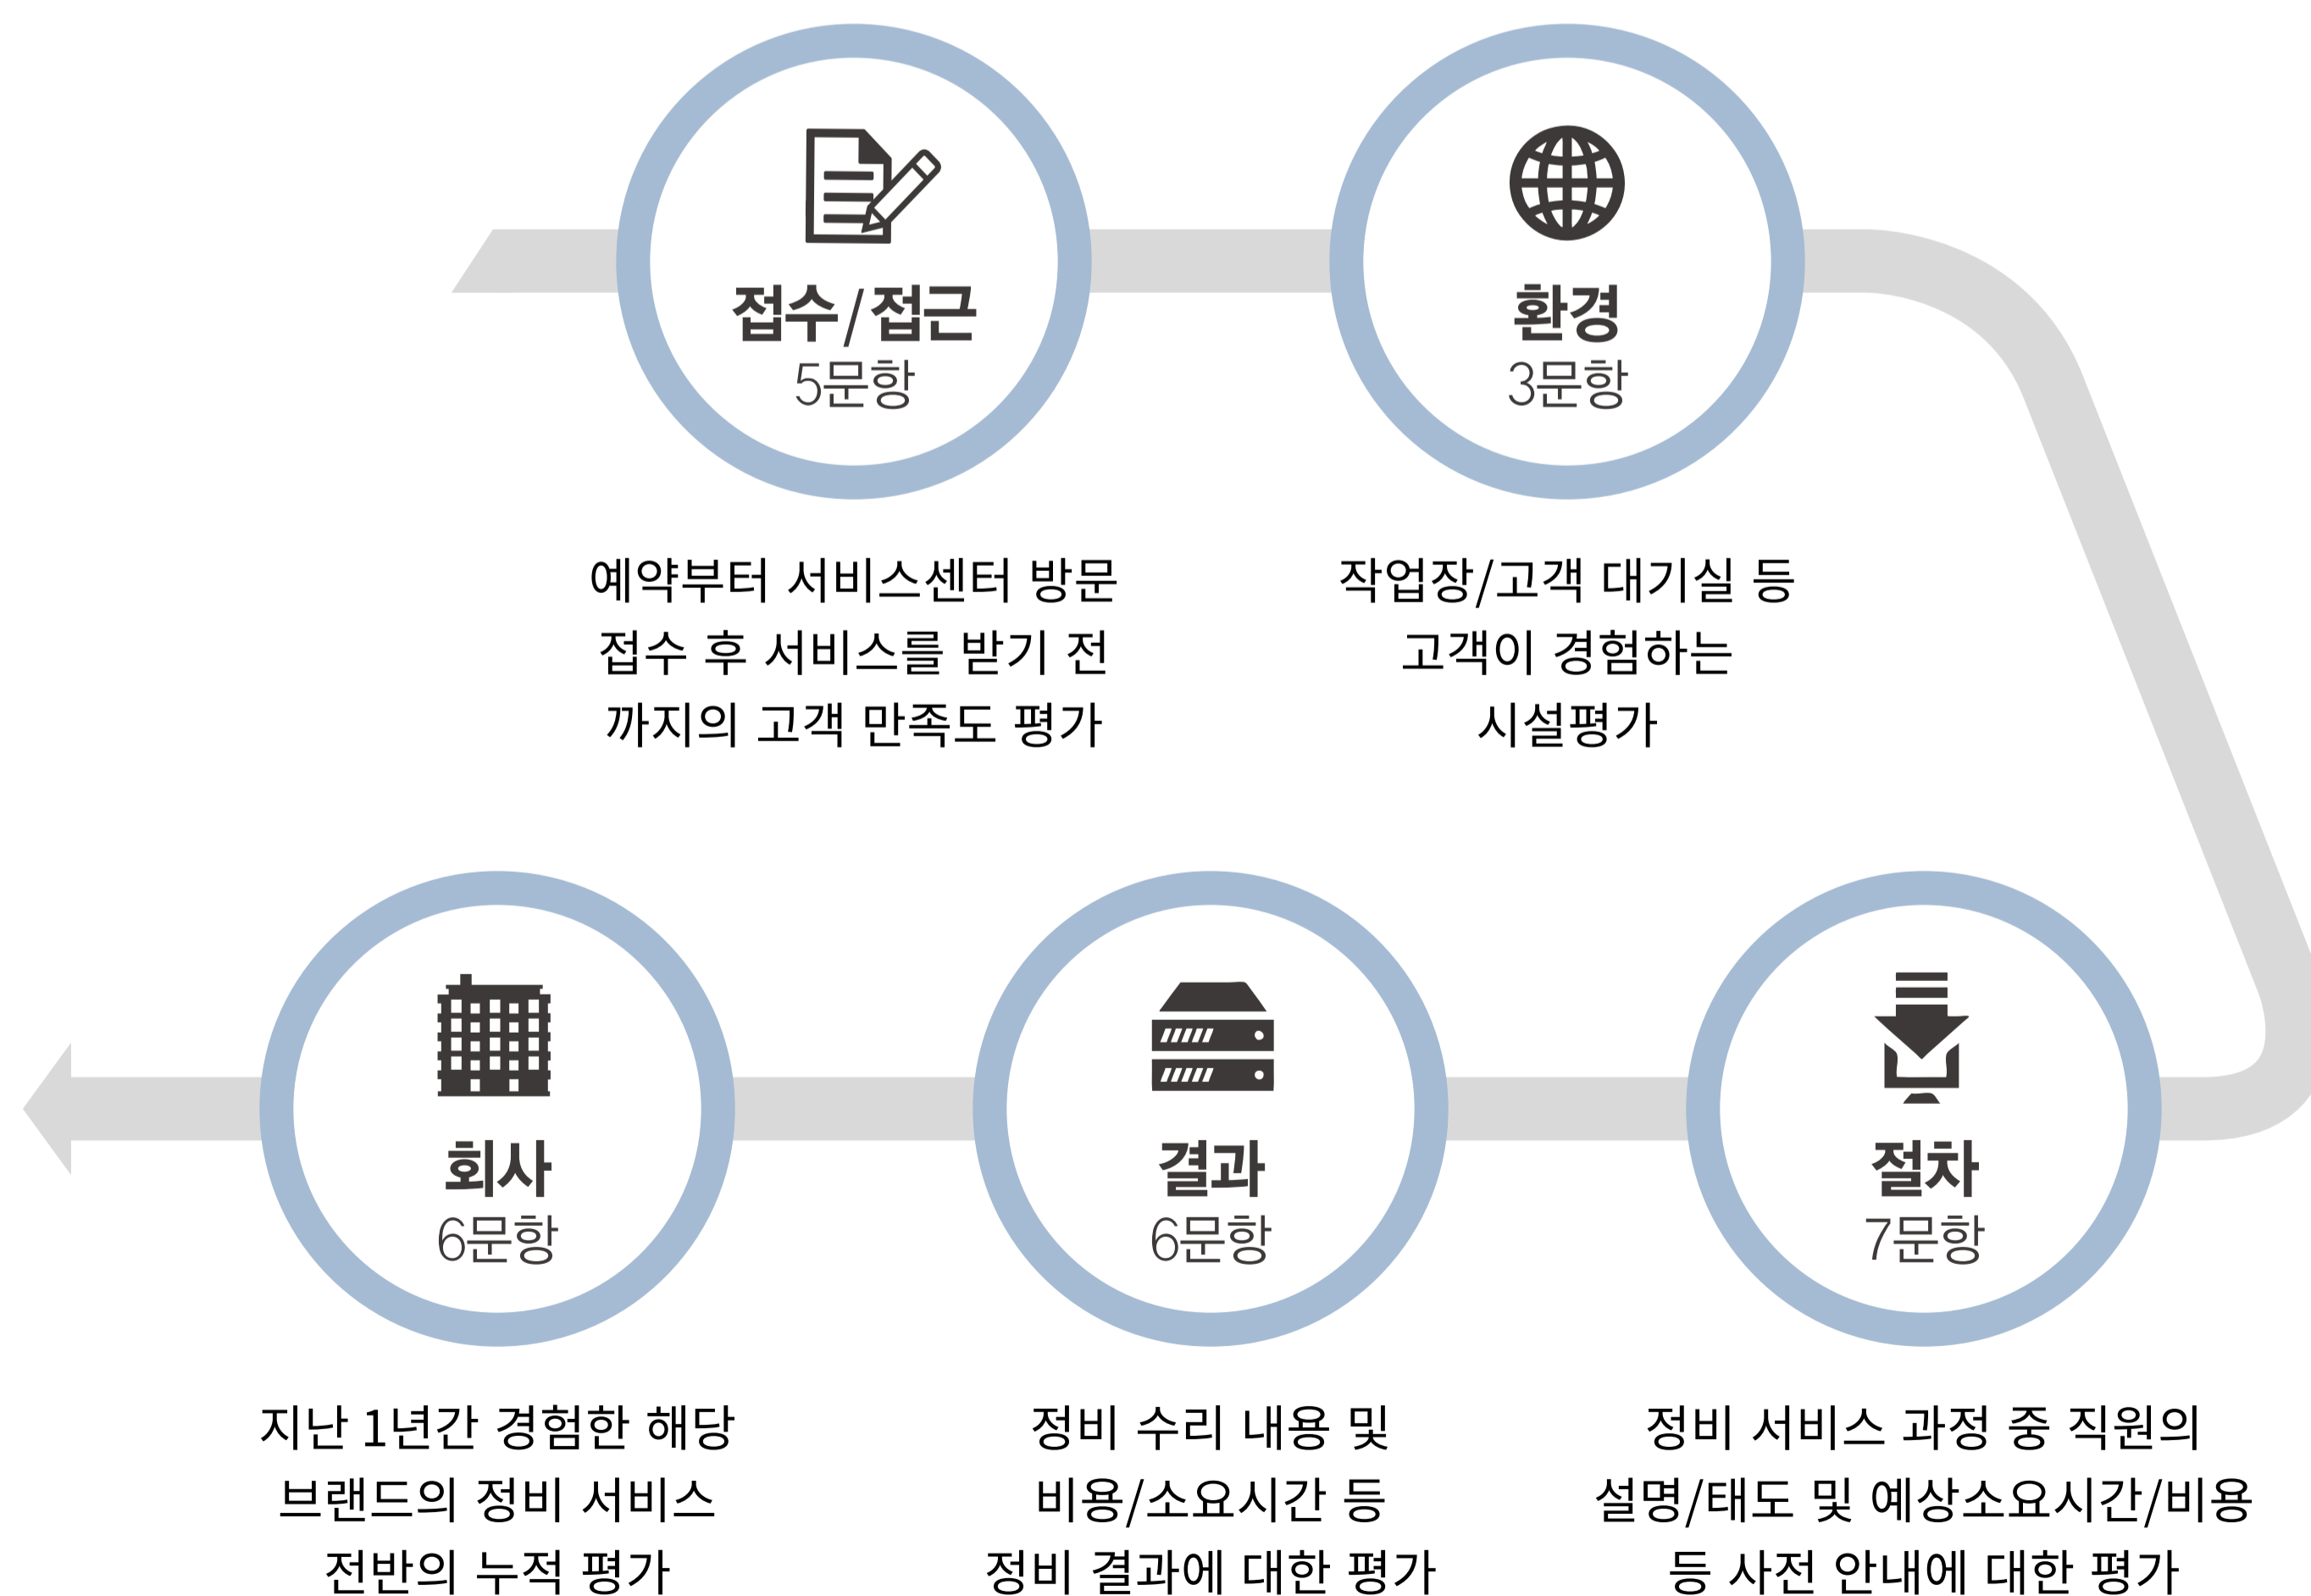 접수/접근
5문항
예약부터 서비스센터 방문
접수 후 서비스를 받기 전
까지의 고객 만족도 평가
환경
3문항
작업장/고객 대기실 등
고객이 경험하는
시설평가
절차
7문항
정비 서비스 과정 중 직원의
설명/태도 및 예상소요시간/비용
등 사전 안내에 대한 평가
결과
6문항
정비 수리 내용 및
비용/소요시간 등
정비 결과에 대한 평가
회사
6문항
지난 1년간 경험한 해당
브랜드의 정비 서비스
전반의 누적 평가